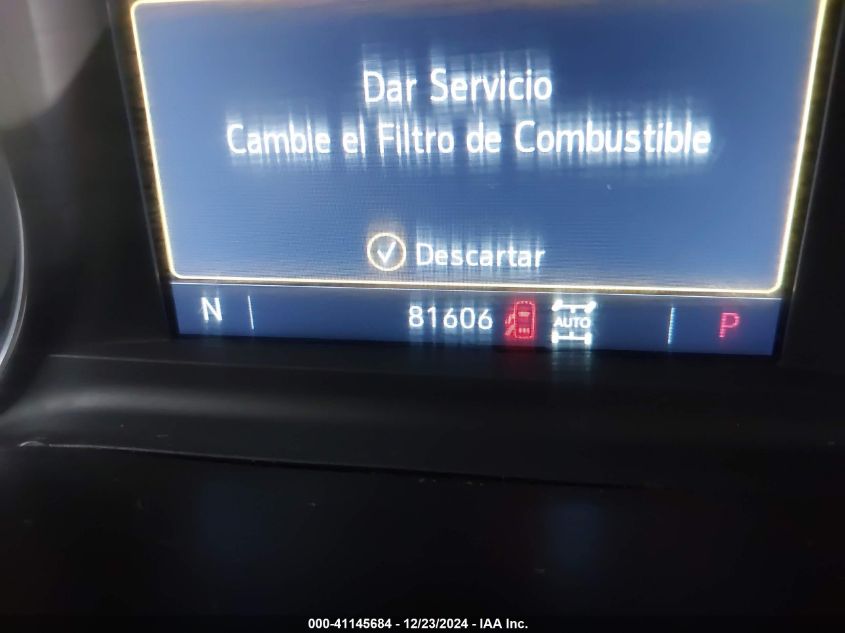 Dar Servicio
Cambie el Filtro de Combustible
Descartar
N 81606 AUTO P
000-41145684 - 12/23/2024 - IAA Inc.